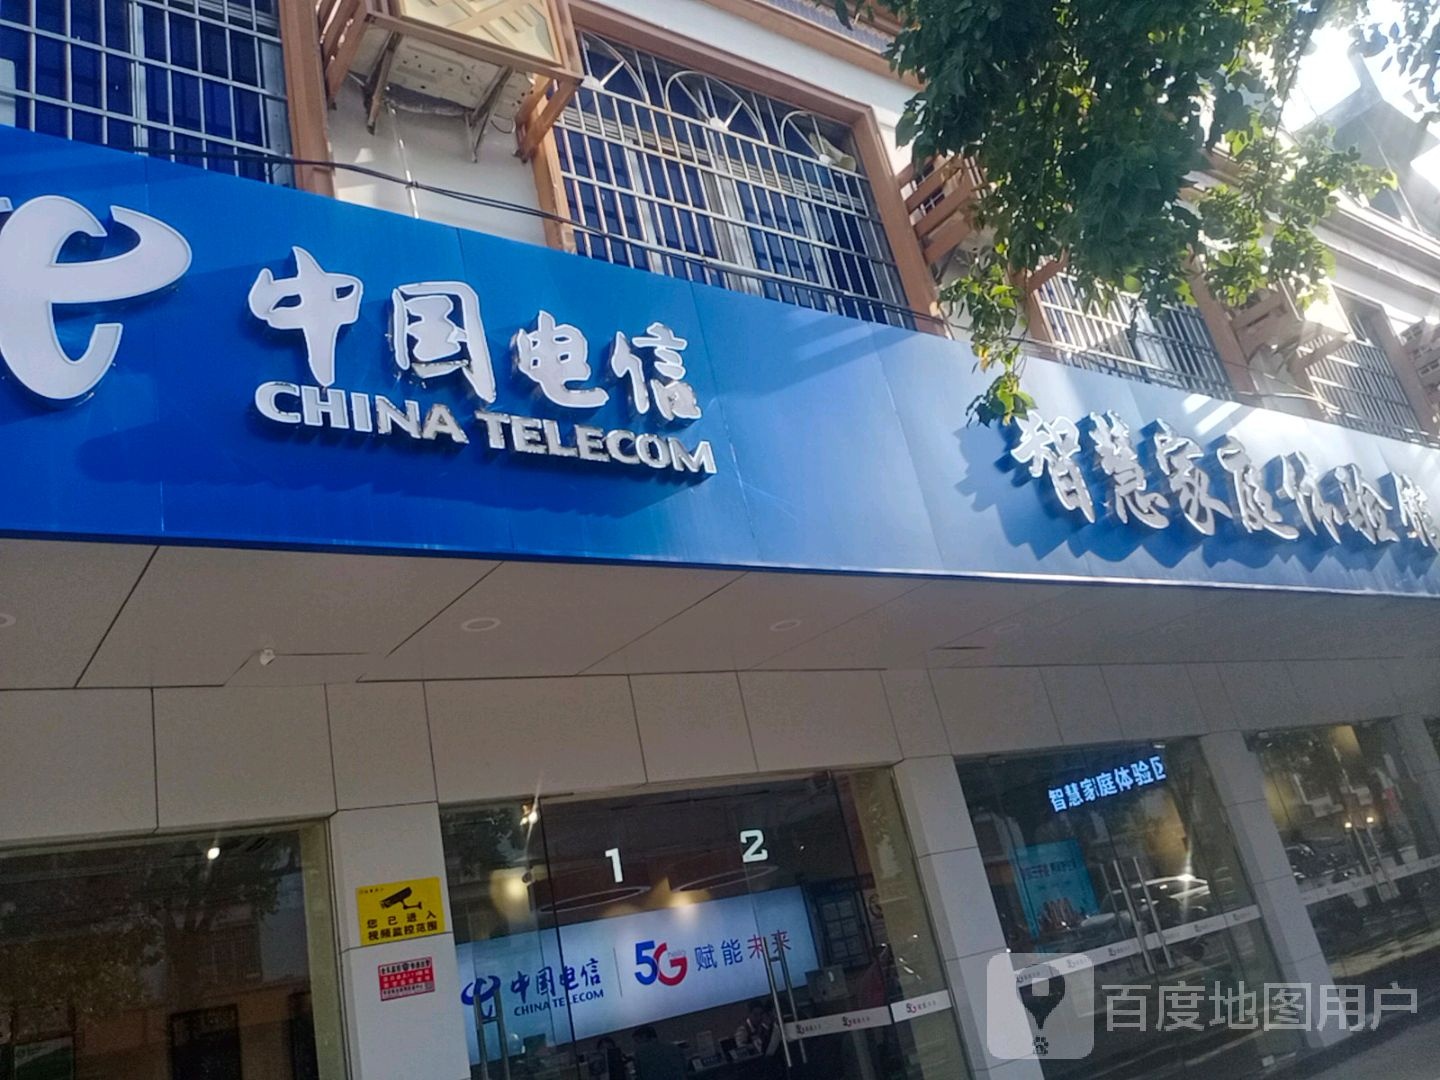 中国电信
CHINA TELECOM
智慧家庭体验馆
智慧家庭体验区
1 2
您已进入
视频监控范围
中国电信
CHINA TELECOM
5G 赋能未来
百度地图用户